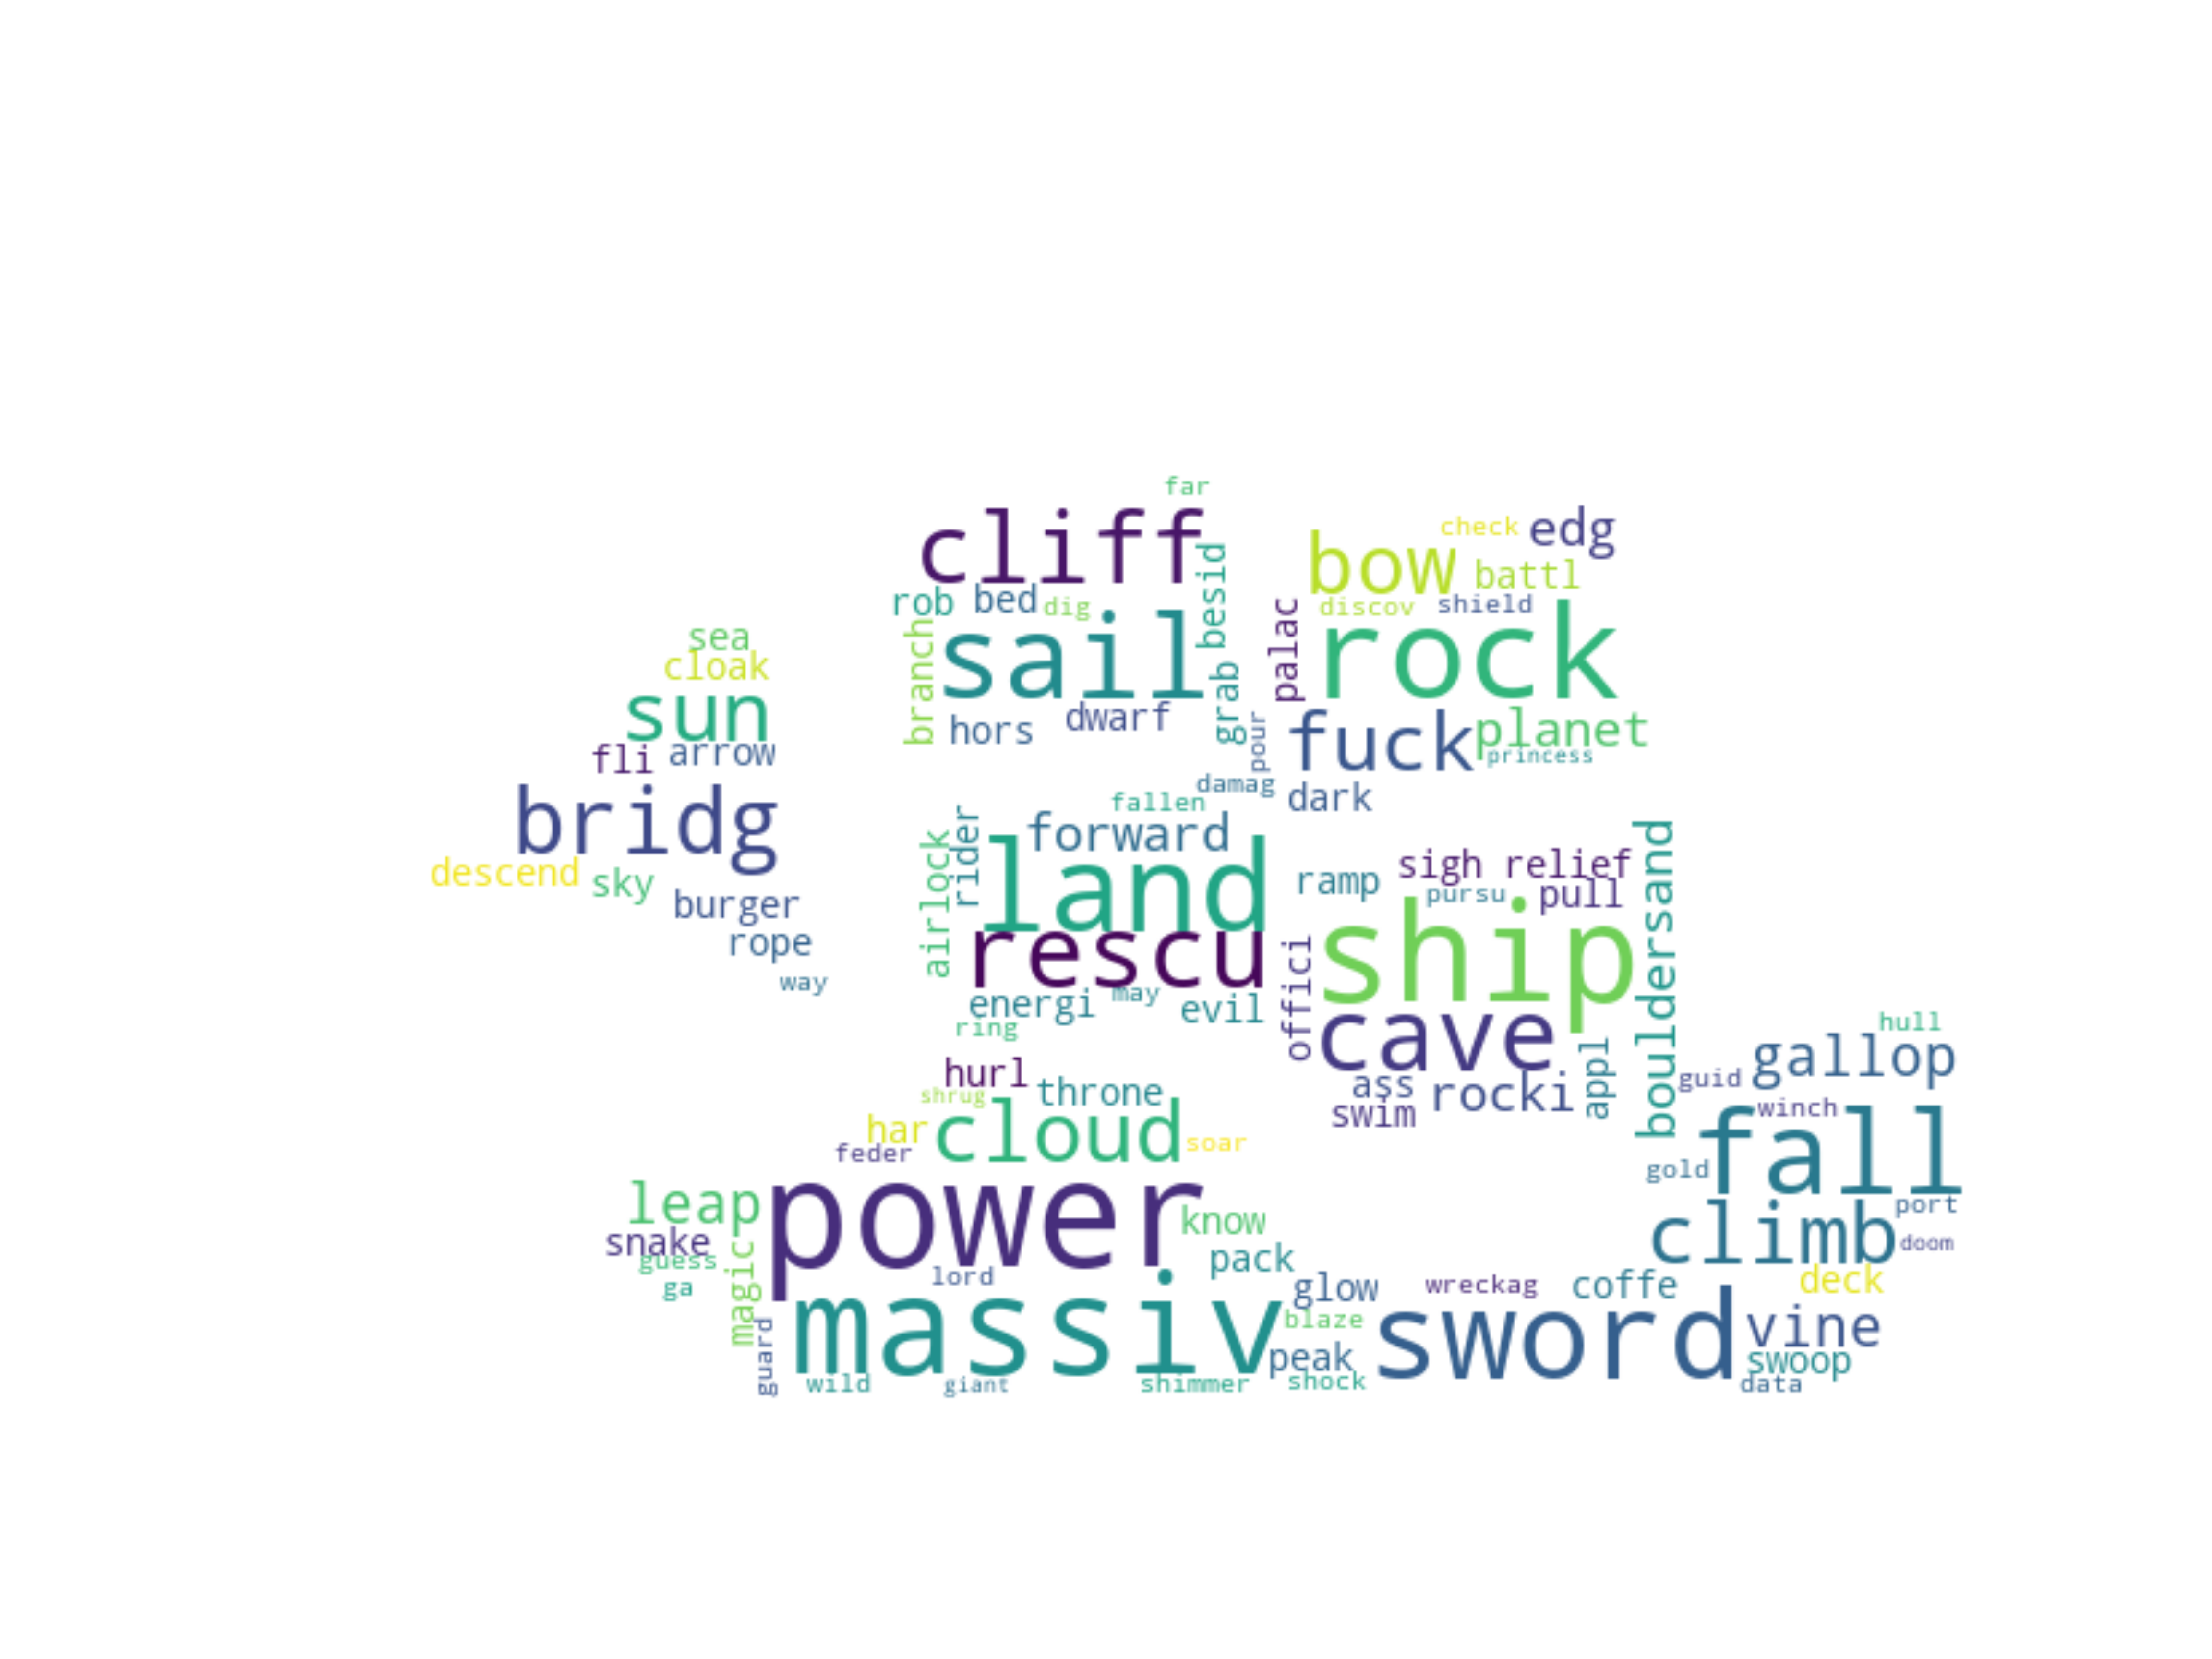 far
cliff
check
edg
bow
battl
rob
bed
dig
besid
discov
shield
palac
sea
cloak
branch
sail
rock
sun
hors
dwarf
grab
pour
fuck
planet
princess
fli
arrow
damag
dark
bridg
fallen
forward
rider
airlock
land
ramp
sigh relief
pursu
pull
bouldersand
descend
sky
burger
rope
way
rescu
ship
energi
may
evil
ring
offici
cave
hull
gallop
hurl
shrug
throne
ass
rocki
appl
swim
guid
winch
har
cloud
soar
feder
fall
gold
leap
power
know
climb
port
doom
snake
guess
ga
magic
lord
pack
glow
wreckag
coffe
deck
massiv
blaze
sword
vine
guard
peak
swoop
wild
giant
shimmer
shock
data